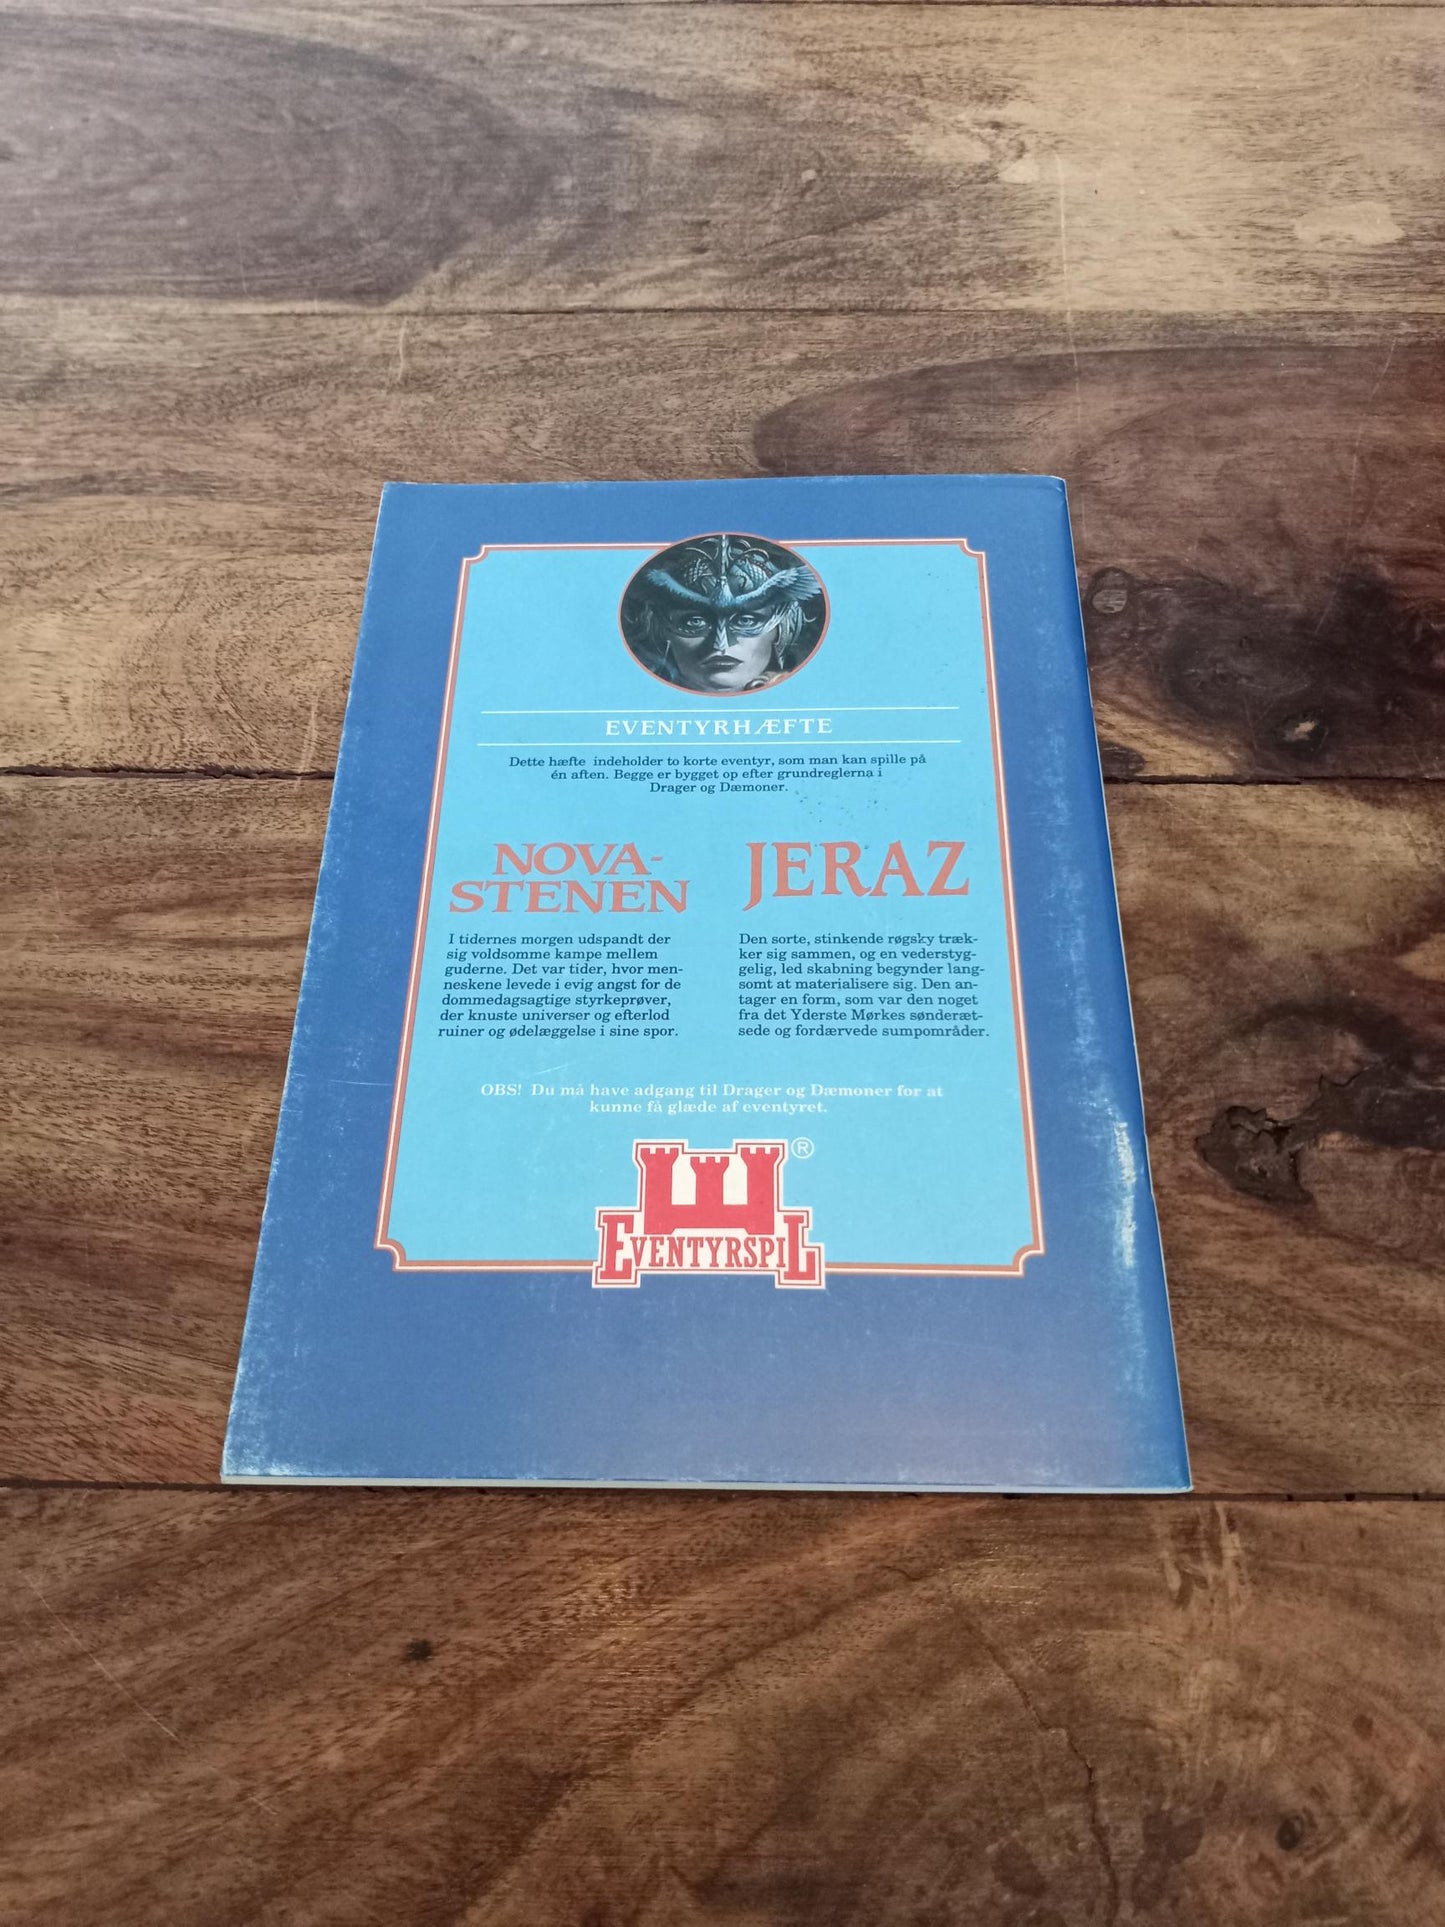 EVENTYRHÆFTE
Dette hæfte indeholder to korte eventyr, som man kan spille på
én aften. Begge er bygget op efter grundreglerna i
Drager og Dæmoner.
NOVA-
STENEN
I tidernes morgen udspandt der
sig voldsomme kampe mellem
guderne. Det var tider, hvor men-
neskene levede i evig angst for de
dommedagsagtige styrkeprøver,
der knuste universer og efterlod
ruiner og ødelæggelse i sine spor.
JERAZ
Den sorte, stinkende røgsky træk-
ker sig sammen, og en vederstyg-
gelig, led skabning begynder lang-
somt at materialisere sig. Den an-
tager en form, som var den noget
fra det Yderste Mørkes sønderæt-
sede og fordærvede sumpområder.
OBS! Du må have adgang til Drager og Dæmoner for at
kunne få glæde af eventyret.
®
EVENTYRSPIL